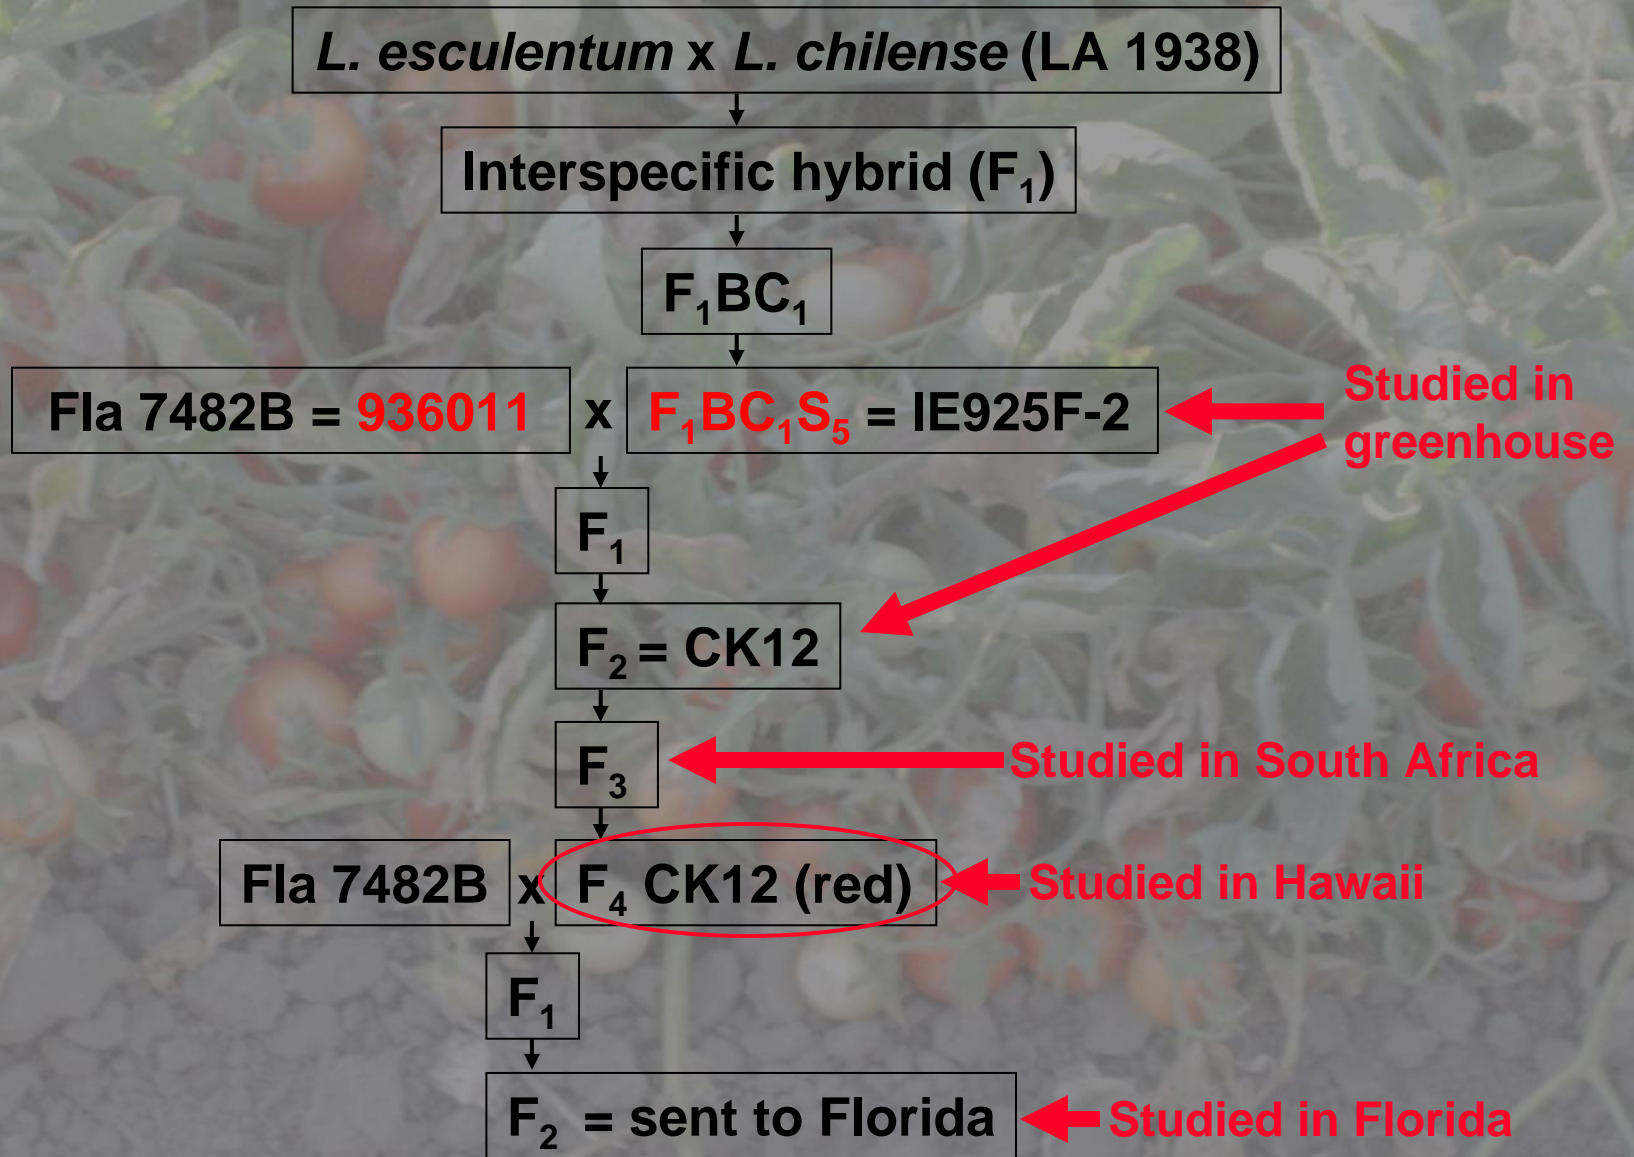 L. esculentum x L. chilense (LA 1938)
Interspecific hybrid (F₁)
F₁BC₁
Fla 7482B = 936011 x F₁BC₁S₅ = IE925F-2
Studied in
greenhouse
F₁
F₂ = CK12
F₃
Studied in South Africa
Fla 7482B x F₄ CK12 (red)
Studied in Hawaii
F₁
F₂ = sent to Florida
Studied in Florida